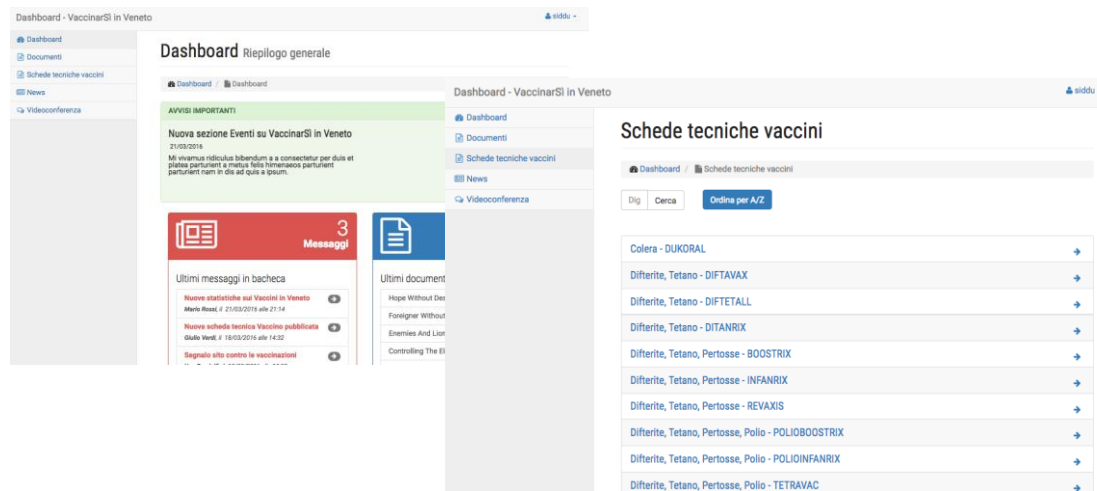 Dashboard - VaccinarSì in Veneto
siddu
Dashboard
Documenti
Schede tecniche vaccini
News
Videoconferenza
Dashboard Riepilogo generale
Dashboard / Dashboard
AVVISI IMPORTANTI
Nuova sezione Eventi su VaccinarSì in Veneto
21/03/2016
Mi vivamus ridiculus bibendum a a consectetur per duis et
platea parturient a metus felis himenaeos parturient
parturient nam in dis ad quis a ipsum.
3
Messaggi
Ultimi messaggi in bacheca
Nuove statistiche sui Vaccini in Veneto
Mario Rossi, il 21/03/2016 alle 21:14
Nuova scheda tecnica Vaccino pubblicata
Giulio Verdi, il 18/03/2016 alle 14:32
Segnalo sito contro le vaccinazioni
Ultimi document
Hope Without De
Foreigner Without
Enemies And Lion
Controlling The El
Dashboard - VaccinarSì in Veneto
siddu
Dashboard
Documenti
Schede tecniche vaccini
News
Videoconferenza
Schede tecniche vaccini
Dashboard / Schede tecniche vaccini
Dig Cerca Ordina per A/Z
Colera - DUKORAL
Difterite, Tetano - DIFTAVAX
Difterite, Tetano - DIFTETALL
Difterite, Tetano - DITANRIX
Difterite, Tetano, Pertosse - BOOSTRIX
Difterite, Tetano, Pertosse - INFANRIX
Difterite, Tetano, Pertosse - REVAXIS
Difterite, Tetano, Pertosse, Polio - POLIOBOOSTRIX
Difterite, Tetano, Pertosse, Polio - POLIOINFANRIX
Difterite, Tetano, Pertosse, Polio - TETRAVAC